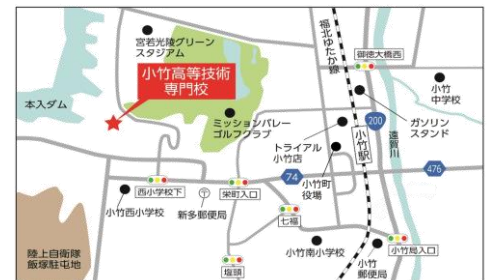 宮若光陵グリーン
スタジアム
小竹高等技術
専門校
本入ダム
福北ゆたか線
御徳大橋西
小竹
中学校
ミッションバレー
ゴルフクラブ
ガソリン
スタンド
トライアル
小竹店
小竹駅
200
遠賀川
小竹町
役場
74
476
西小学校下
栄町入口
小竹西小学校
新多郵便局
七福
小竹南小学校
小竹局入口
小竹
郵便局
陸上自衛隊
飯塚駐屯地
塩頭